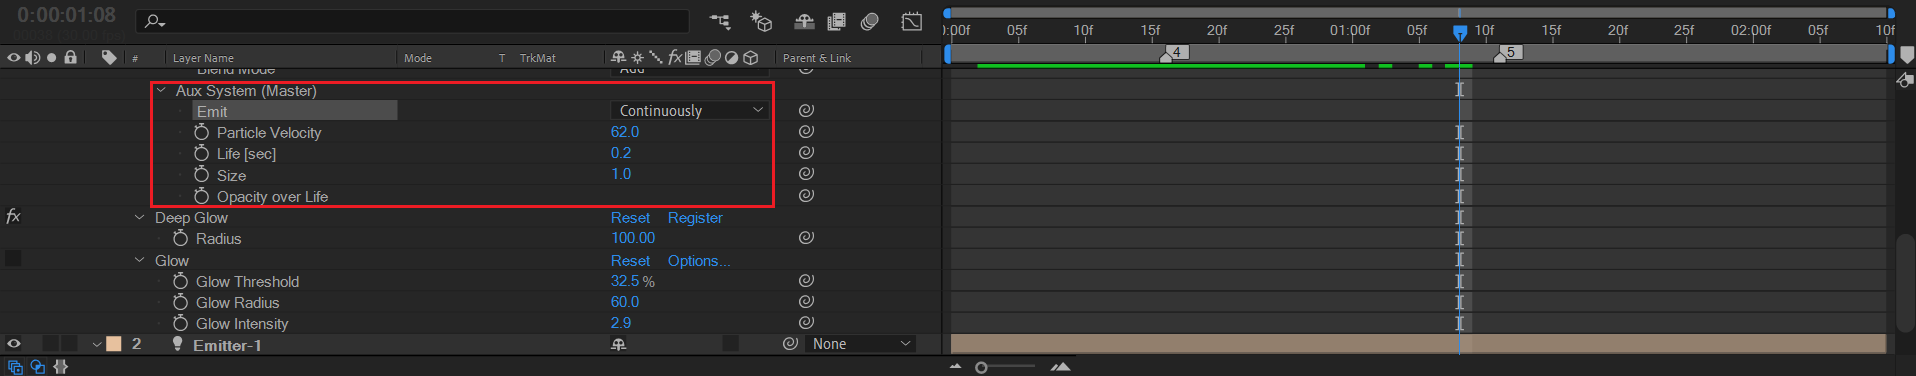 0:00:01:08
00038 (30.00 fps)
):00f 05f 10f 15f 20f 25f 01:00f 05f 10f 15f 20f 25f 02:00f 05f 10f
# Layer Name Mode T TrkMat Parent & Link
4 5
Blend Mode Add
Aux System (Master)
Emit Continuously
Particle Velocity 62.0
Life [sec] 0.2
Size 1.0
Opacity over Life
fx Deep Glow Reset Register
Radius 100.00
Glow Reset Options...
Glow Threshold 32.5 %
Glow Radius 60.0
Glow Intensity 2.9
2 Emitter-1 None